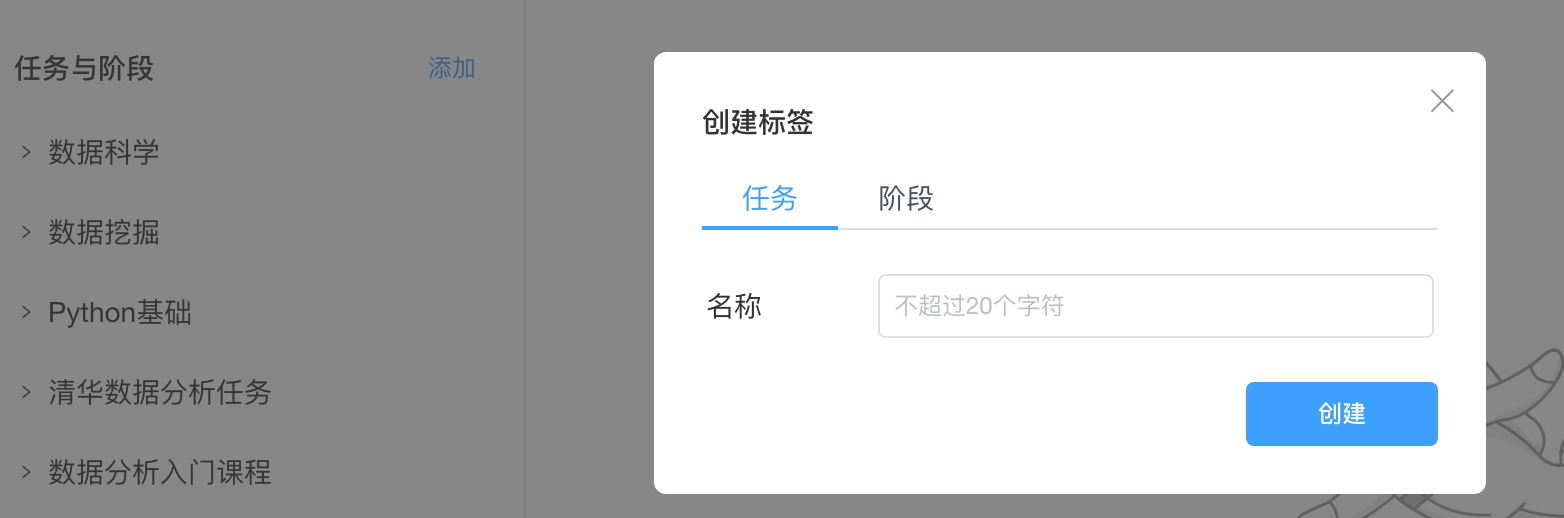 任务与阶段
添加
数据科学
数据挖掘
Python基础
清华数据分析任务
数据分析入门课程
创建标签
任务
阶段
名称
不超过20个字符
创建